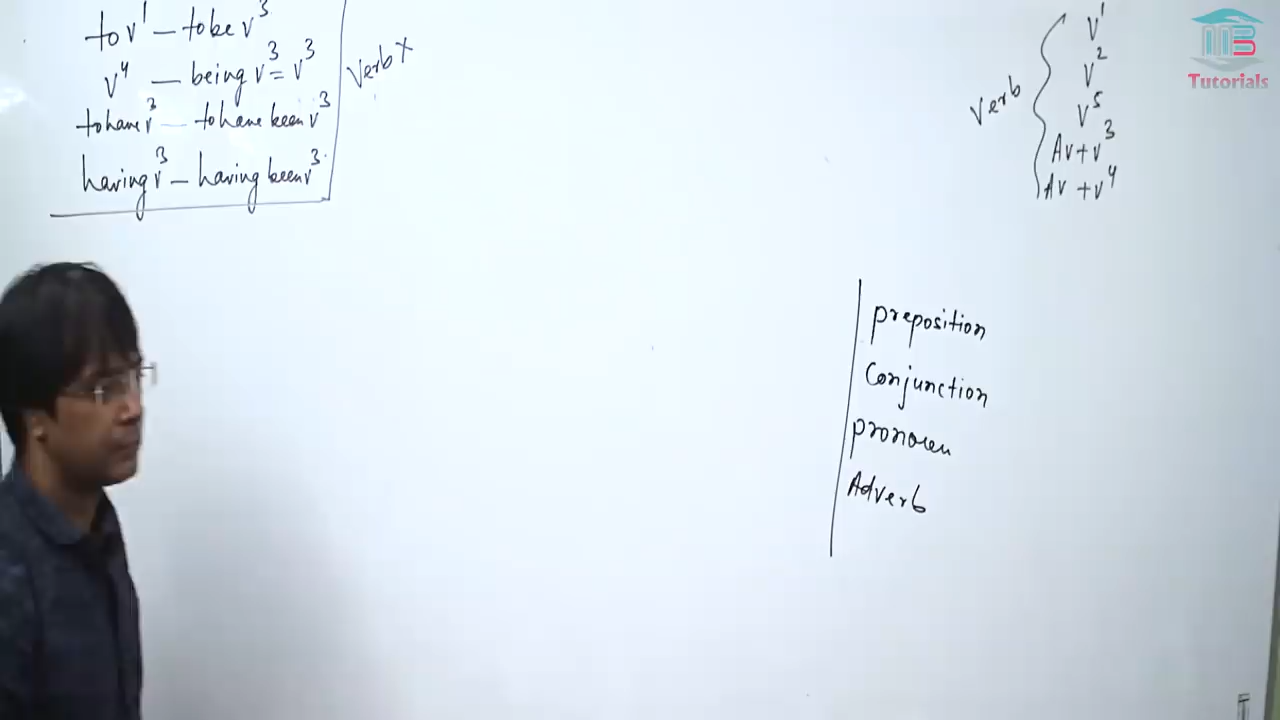 to v¹ – to be v³
v⁴ — being v³ = v³
to have v³ — to have been v³
having v³ – having been v³
verb x
verb
v¹
v²
v⁵
Av + v³
Av + v⁴
Tutorials
preposition
Conjunction
pronoun
Adverb